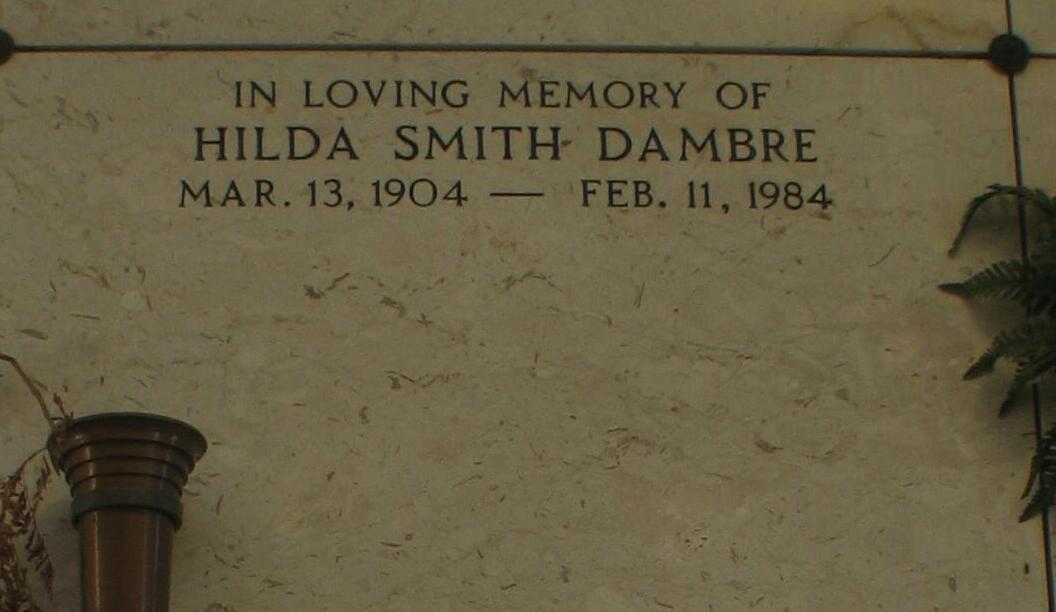 IN LOVING MEMORY OF
HILDA SMITH DAMBRE
MAR. 13, 1904 — FEB. 11, 1984